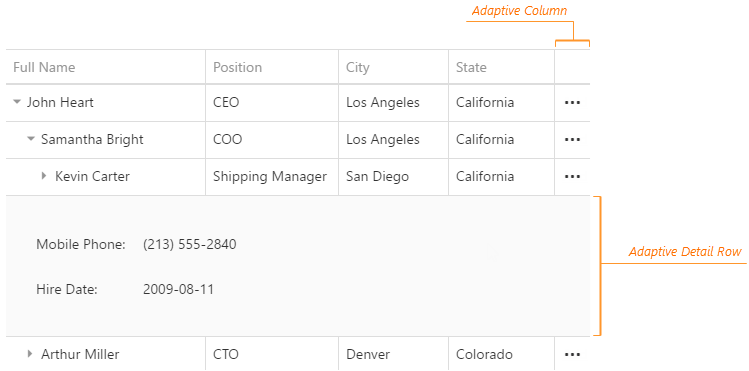 Adaptive Column
Full Name Position City State
John Heart CEO Los Angeles California ...
Samantha Bright COO Los Angeles California ...
Kevin Carter Shipping Manager San Diego California ...
Mobile Phone: (213) 555-2840
Adaptive Detail Row
Hire Date: 2009-08-11
Arthur Miller CTO Denver Colorado ...